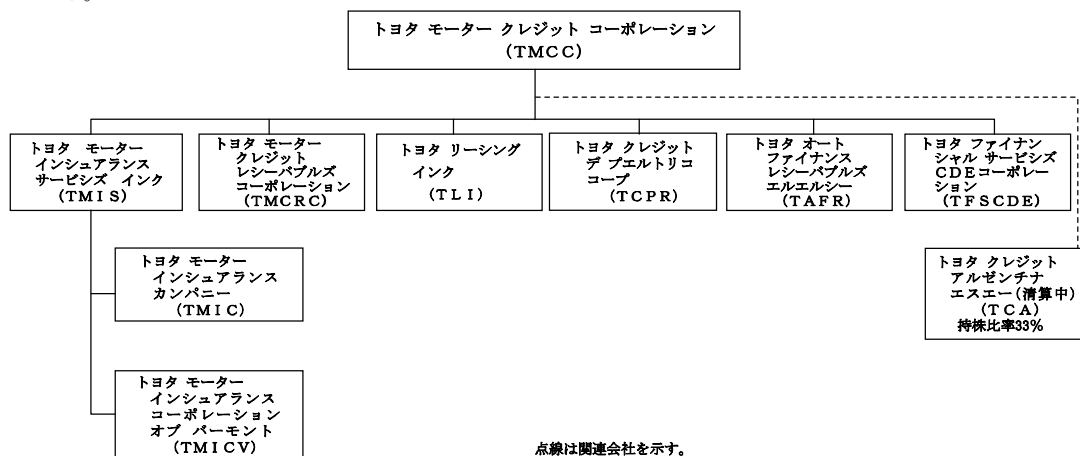 トヨタ モーター クレジット コーポレーション
(TMCC)
トヨタ モーター
インシュアランス
サービシズ インク
(TMIS)
トヨタ モーター
クレジット
レシーバブルズ
コーポレーション
(TMCRC)
トヨタ リーシング
インク
(TLI)
トヨタ クレジット
デ プエルトリコ
コープ
(TCPR)
トヨタ オート
ファイナンス
レシーバブルズ
エルエルシー
(TAFR)
トヨタ ファイナン
シャル サービシズ
CDEコーポレー
ション
(TFSCDE)
トヨタ モーター
インシュアランス
カンパニー
(TMIC)
トヨタ クレジット
アルゼンチナ
エスエー(清算中)
(TCA)
持株比率33%
トヨタ モーター
インシュアランス
コーポレーション
オブ バーモント
(TMICV)
点線は関連会社を示す。